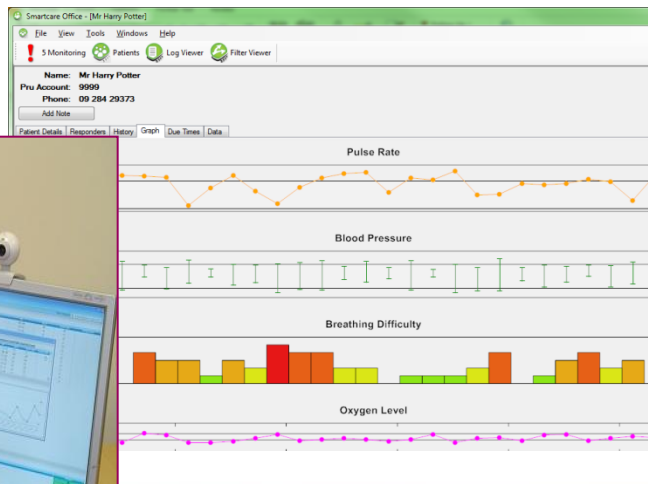 Smartcare Office - [Mr Harry Potter]
File View Tools Windows Help
5 Monitoring Patients Log Viewer Filter Viewer
Name: Mr Harry Potter
Pru Account: 9999
Phone: 09 284 29373
Add Note
Patient Details Responders History Graph Due Times Data
Pulse Rate
Blood Pressure
Breathing Difficulty
Oxygen Level